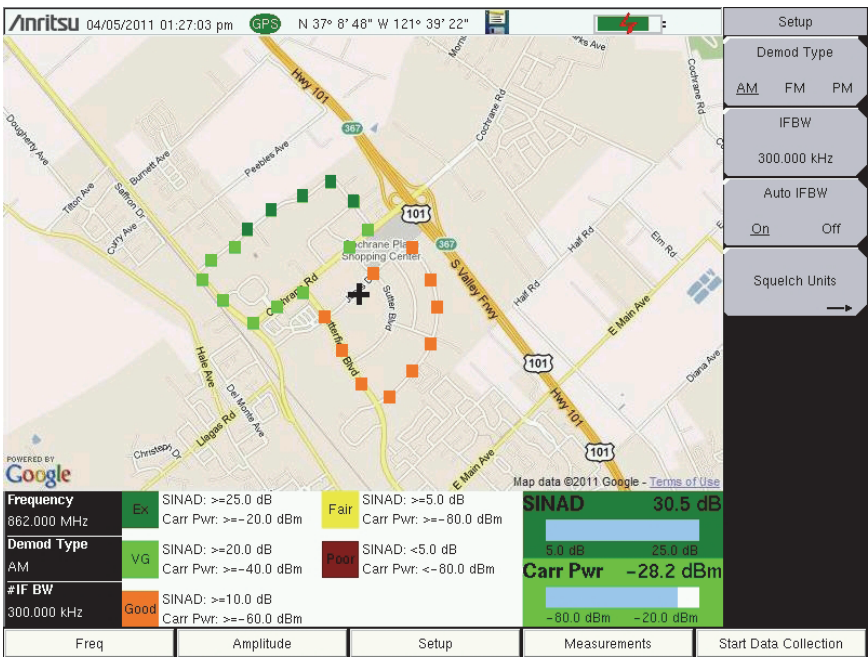 /Inritsu 04/05/2011 01:27:03 pm GPS N 37° 8' 48" W 121° 39' 22"
Setup
Demod Type
AM FM PM
IFBW
300.000 kHz
Auto IFBW
On Off
Squelch Units
Hwy 101
Cochrane Rd
Cochrane Rd
Dougherty Ave
Burnett Ave
Peebles Ave
Tilton Ave
Saffron Dr
Curry Ave
367
101
367
Cochrane Plaza
Shopping Center
S Valley Frwy
Half Rd
Elm Rd
Half Rd
E Main Ave
Cochrane Rd
Sutter Blvd
Butterfield Blvd
Hale Ave
Del Monte Ave
Llagas Rd
Christeph Dr
101
Hwy 101
Diana Ave
101
E Main Ave
POWERED BY
Google
Map data ©2011 Google - Terms of Use
Frequency
862.000 MHz
Demod Type
AM
#IF BW
300.000 kHz
Ex SINAD: >=25.0 dB
Carr Pwr: >=-20.0 dBm
VG SINAD: >=20.0 dB
Carr Pwr: >=-40.0 dBm
Good SINAD: >=10.0 dB
Carr Pwr: >=-60.0 dBm
Fair SINAD: >=5.0 dB
Carr Pwr: >=-80.0 dBm
Poor SINAD: <5.0 dB
Carr Pwr: <-80.0 dBm
SINAD 30.5 dB
5.0 dB 25.0 dB
Carr Pwr -28.2 dBm
-80.0 dBm -20.0 dBm
Freq Amplitude Setup Measurements Start Data Collection